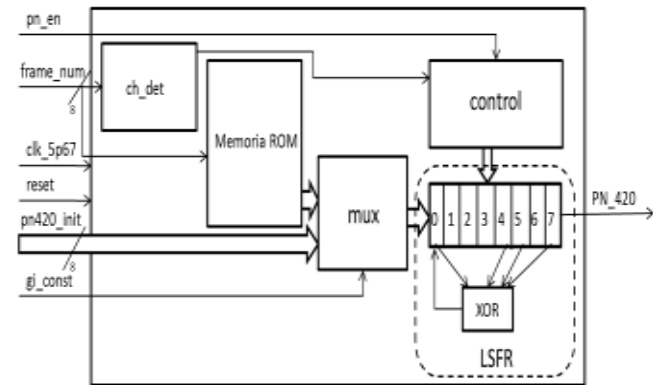 pn_en
frame_num
8
clk_5p67
reset
pn420_init
8
gi_const
ch_det
Memoria ROM
mux
control
0 1 2 3 4 5 6 7
XOR
LSFR
PN_420